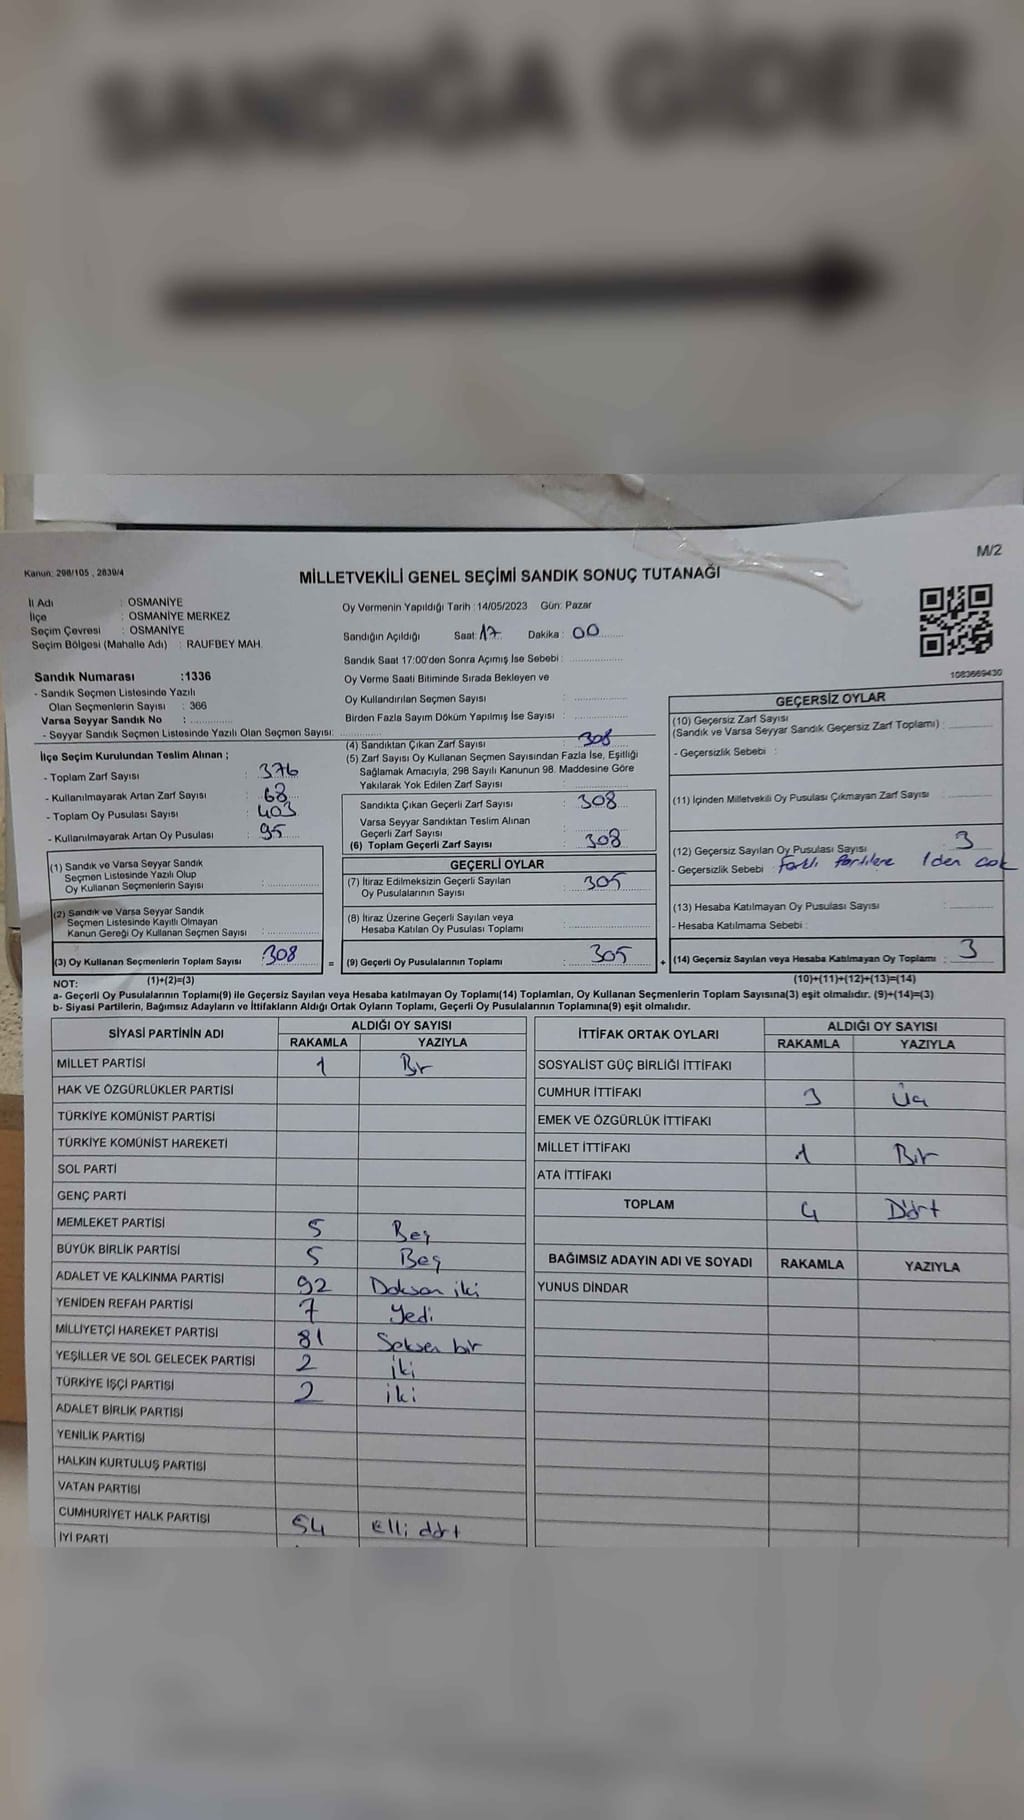 SANDIĞA GİDER
M/2
Kanun: 298/105 , 2839/4
MİLLETVEKİLİ GENEL SEÇİMİ SANDIK SONUÇ TUTANAĞI
İl Adı : OSMANİYE
İlçe : OSMANİYE MERKEZ
Seçim Çevresi : OSMANİYE
Seçim Bölgesi (Mahalle Adı) : RAUFBEY MAH.
Oy Vermenin Yapıldığı Tarih : 14/05/2023 Gün: Pazar
Sandığın Açıldığı Saat: 17 Dakika : 00
Sandık Saat 17:00'den Sonra Açımış İse Sebebi :
Oy Verme Saati Bitiminde Sırada Bekleyen ve
Oy Kullandırılan Seçmen Sayısı :
Birden Fazla Sayım Döküm Yapılmış İse Sayısı :
1083669430
Sandık Numarası :1336
- Sandık Seçmen Listesinde Yazılı
Olan Seçmenlerin Sayısı : 366
Varsa Seyyar Sandık No :
- Seyyar Sandık Seçmen Listesinde Yazılı Olan Seçmen Sayısı:
İlçe Seçim Kurulundan Teslim Alınan ;
- Toplam Zarf Sayısı : 376
- Kullanılmayarak Artan Zarf Sayısı : 68
- Toplam Oy Pusulası Sayısı : 403
- Kullanılmayarak Artan Oy Pusulası : 95
(1) Sandık ve Varsa Seyyar Sandık
Seçmen Listesinde Yazılı Olup
Oy Kullanan Seçmenlerin Sayısı :
(2) Sandık ve Varsa Seyyar Sandık
Seçmen Listesinde Kayıtlı Olmayan
Kanun Gereği Oy Kullanan Seçmen Sayısı :
(3) Oy Kullanan Seçmenlerin Toplam Sayısı : 308
(1)+(2)=(3)
(4) Sandıktan Çıkan Zarf Sayısı : 308
(5) Zarf Sayısı Oy Kullanan Seçmen Sayısından Fazla İse, Eşitliği
Sağlamak Amacıyla, 298 Sayılı Kanunun 98. Maddesine Göre
Yakılarak Yok Edilen Zarf Sayısı :
Sandıkta Çıkan Geçerli Zarf Sayısı : 308
Varsa Seyyar Sandıktan Teslim Alınan
Geçerli Zarf Sayısı :
(6) Toplam Geçerli Zarf Sayısı : 308
GEÇERLİ OYLAR
(7) İtiraz Edilmeksizin Geçerli Sayılan
Oy Pusulalarının Sayısı : 305
(8) İtiraz Üzerine Geçerli Sayılan veya
Hesaba Katılan Oy Pusulası Toplamı :
= (9) Geçerli Oy Pusulalarının Toplamı : 305
GEÇERSİZ OYLAR
(10) Geçersiz Zarf Sayısı
(Sandık ve Varsa Seyyar Sandık Geçersiz Zarf Toplamı) :
- Geçersizlik Sebebi :
(11) İçinden Milletvekili Oy Pusulası Çıkmayan Zarf Sayısı :
(12) Geçersiz Sayılan Oy Pusulası Sayısı : 3
- Geçersizlik Sebebi : farklı Partilere 1 den cok
(13) Hesaba Katılmayan Oy Pusulası Sayısı :
- Hesaba Katılmama Sebebi :
+ (14) Geçersiz Sayılan veya Hesaba Katılmayan Oy Toplamı : 3
(10)+(11)+(12)+(13)=(14)
NOT:
a- Geçerli Oy Pusulalarının Toplamı(9) ile Geçersiz Sayılan veya Hesaba katılmayan Oy Toplamı(14) Toplamları, Oy Kullanan Seçmenlerin Toplam Sayısına(3) eşit olmalıdır. (9)+(14)=(3)
b- Siyasi Partilerin, Bağımsız Adayların ve İttifakların Aldığı Ortak Oyların Toplamı, Geçerli Oy Pusulalarının Toplamına(9) eşit olmalıdır.
SİYASİ PARTİNİN ADI ALDIĞI OY SAYISI
RAKAMLA YAZIYLA
MİLLET PARTİSİ 1 Bir
HAK VE ÖZGÜRLÜKLER PARTİSİ
TÜRKİYE KOMÜNİST PARTİSİ
TÜRKİYE KOMÜNİST HAREKETİ
SOL PARTİ
GENÇ PARTİ
MEMLEKET PARTİSİ 5 Beş
BÜYÜK BİRLİK PARTİSİ 5 Beş
ADALET VE KALKINMA PARTİSİ 92 Doksan iki
YENİDEN REFAH PARTİSİ 7 Yedi
MİLLİYETÇİ HAREKET PARTİSİ 81 Seksen bir
YEŞİLLER VE SOL GELECEK PARTİSİ 2 iki
TÜRKİYE İŞÇİ PARTİSİ 2 iki
ADALET BİRLİK PARTİSİ
YENİLİK PARTİSİ
HALKIN KURTULUŞ PARTİSİ
VATAN PARTİSİ
CUMHURİYET HALK PARTİSİ 54 Elli dört
İYİ PARTİ
İTTİFAK ORTAK OYLARI ALDIĞI OY SAYISI
RAKAMLA YAZIYLA
SOSYALİST GÜÇ BİRLİĞİ İTTİFAKI
CUMHUR İTTİFAKI 3 Üç
EMEK VE ÖZGÜRLÜK İTTİFAKI
MİLLET İTTİFAKI 1 Bir
ATA İTTİFAKI
TOPLAM 4 Dört
BAĞIMSIZ ADAYIN ADI VE SOYADI RAKAMLA YAZIYLA
YUNUS DİNDAR